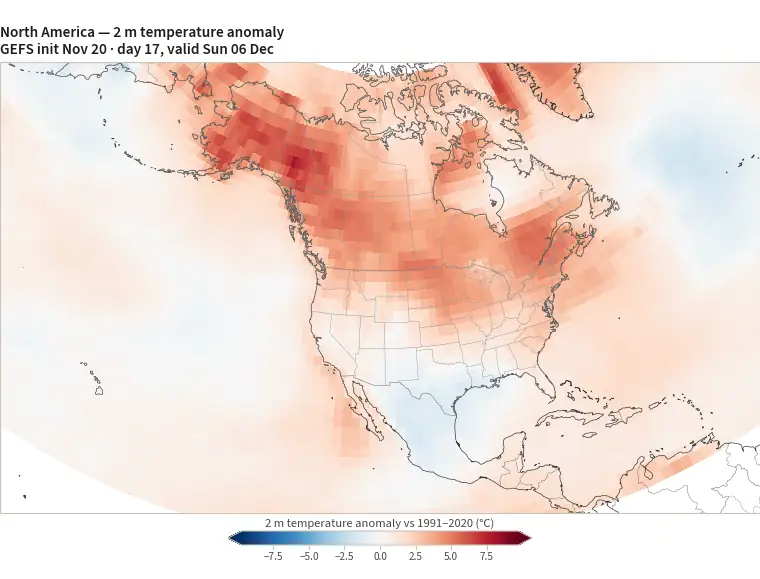 North America — 2 m temperature anomaly
GEFS init Nov 20 · day 17, valid Sun 06 Dec
2 m temperature anomaly vs 1991–2020 (°C)
−7.5 −5.0 −2.5 0.0 2.5 5.0 7.5